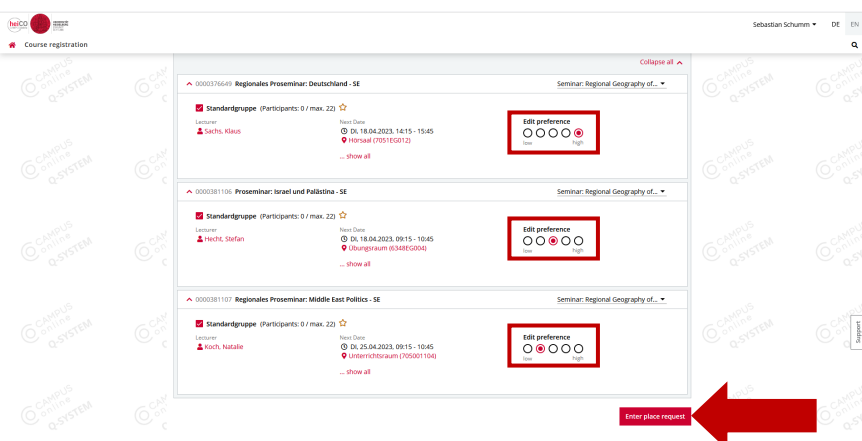 heiCO
Sebastian Schumm
DE
EN
Course registration
Collapse all
0000376649 Regionales Proseminar: Deutschland - SE
Seminar: Regional Geography of...
Standardgruppe (Participants: 0 / max. 22)
Lecturer
Next Date
Edit preference
Sachs, Klaus
DI, 18.04.2023, 14:15 - 15:45
Hörsaal (7051EG012)
low
high
... show all
0000381106 Proseminar: Israel und Palästina - SE
Seminar: Regional Geography of...
Standardgruppe (Participants: 0 / max. 22)
Lecturer
Next Date
Edit preference
Hecht, Stefan
DI, 18.04.2023, 09:15 - 10:45
Übungsraum (6348EG004)
low
high
... show all
0000381107 Regionales Proseminar: Middle East Politics - SE
Seminar: Regional Geography of...
Standardgruppe (Participants: 0 / max. 22)
Lecturer
Next Date
Edit preference
Koch, Natalie
DI, 25.04.2023, 09:15 - 10:45
Unterrichtsraum (705001104)
low
high
... show all
Enter place request
Support
CAMPUS
online
Q-SYSTEM